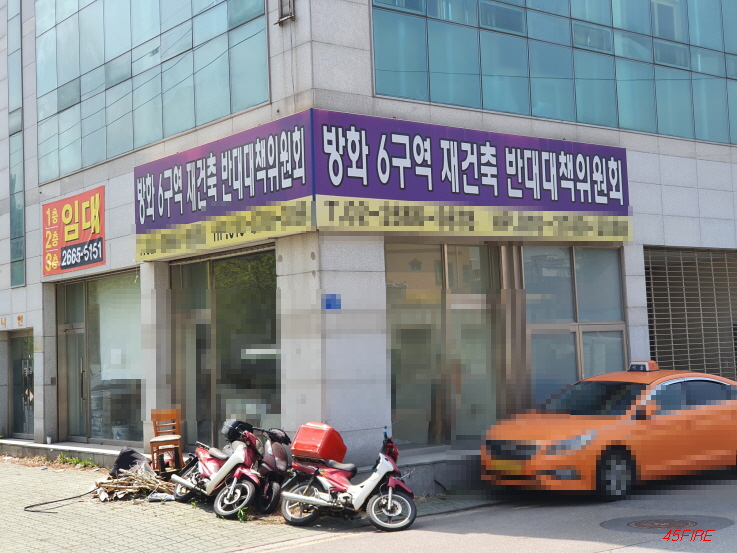 방화 6구역 재건축 반대대책위원회
방화 6구역 재건축 반대대책위원회
1층
2층
3층
임대
2665-5151
45FIRE